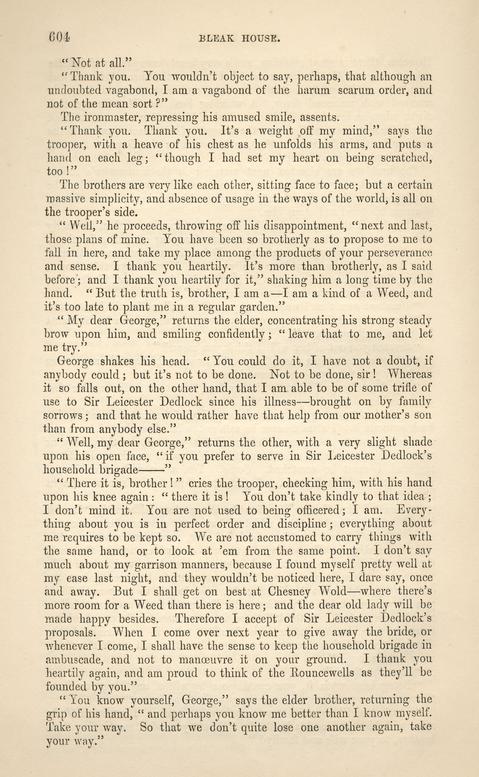 604
BLEAK HOUSE.
“Not at all.”
“Thank you. You wouldn't object to say, perhaps, that although an
undoubted vagabond, I am a vagabond of the harum scarum order, and
not of the mean sort?”
The ironmaster, repressing his amused smile, assents.
“Thank you. Thank you. It's a weight off my mind,” says the
trooper, with a heave of his chest as he unfolds his arms, and puts a
hand on each leg; “though I had set my heart on being scratched,
too!”
The brothers are very like each other, sitting face to face; but a certain
massive simplicity, and absence of usage in the ways of the world, is all on
the trooper's side.
“Well,” he proceeds, throwing off his disappointment, “next and last,
those plans of mine. You have been so brotherly as to propose to me to
fall in here, and take my place among the products of your perseverance
and sense. I thank you heartily. It's more than brotherly, as I said
before; and I thank you heartily for it,” shaking him a long time by the
hand. “But the truth is, brother, I am a—I am a kind of a Weed, and
it's too late to plant me in a regular garden.”
“My dear George,” returns the elder, concentrating his strong steady
brow upon him, and smiling confidently; “leave that to me, and let
me try.”
George shakes his head. “You could do it, I have not a doubt, if
anybody could; but it's not to be done. Not to be done, sir! Whereas
it so falls out, on the other hand, that I am able to be of some trifle of
use to Sir Leicester Dedlock since his illness—brought on by family
sorrows; and that he would rather have that help from our mother's son
than from anybody else.”
“Well, my dear George,” returns the other, with a very slight shade
upon his open face, “if you prefer to serve in Sir Leicester Dedlock's
household brigade——”
“There it is, brother!” cries the trooper, checking him, with his hand
upon his knee again: “there it is! You don't take kindly to that idea;
I don't mind it. You are not used to being officered; I am. Every-
thing about you is in perfect order and discipline; everything about
me requires to be kept so. We are not accustomed to carry things with
the same hand, or to look at 'em from the same point. I don't say
much about my garrison manners, because I found myself pretty well at
my ease last night, and they wouldn't be noticed here, I dare say, once
and away. But I shall get on best at Chesney Wold—where there's
more room for a Weed than there is here; and the dear old lady will be
made happy besides. Therefore I accept of Sir Leicester Dedlock's
proposals. When I come over next year to give away the bride, or
whenever I come, I shall have the sense to keep the household brigade in
ambuscade, and not to manœuvre it on your ground. I thank you
heartily again, and am proud to think of the Rouncewells as they'll be
founded by you.”
“You know yourself, George,” says the elder brother, returning the
grip of his hand, “and perhaps you know me better than I know myself.
Take your way. So that we don't quite lose one another again, take
your way.”